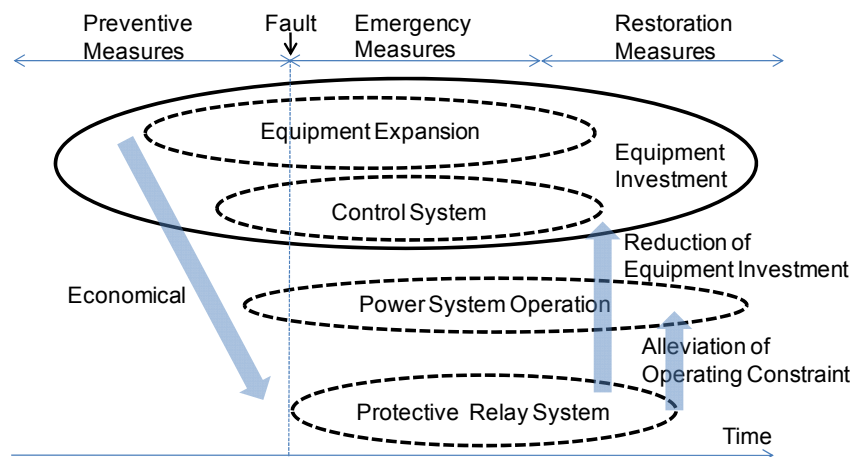 Preventive
Measures
Fault
Emergency
Measures
Restoration
Measures
Equipment Expansion
Equipment
Investment
Control System
Reduction of
Equipment Investment
Economical
Power System Operation
Alleviation of
Operating Constraint
Protective Relay System
Time